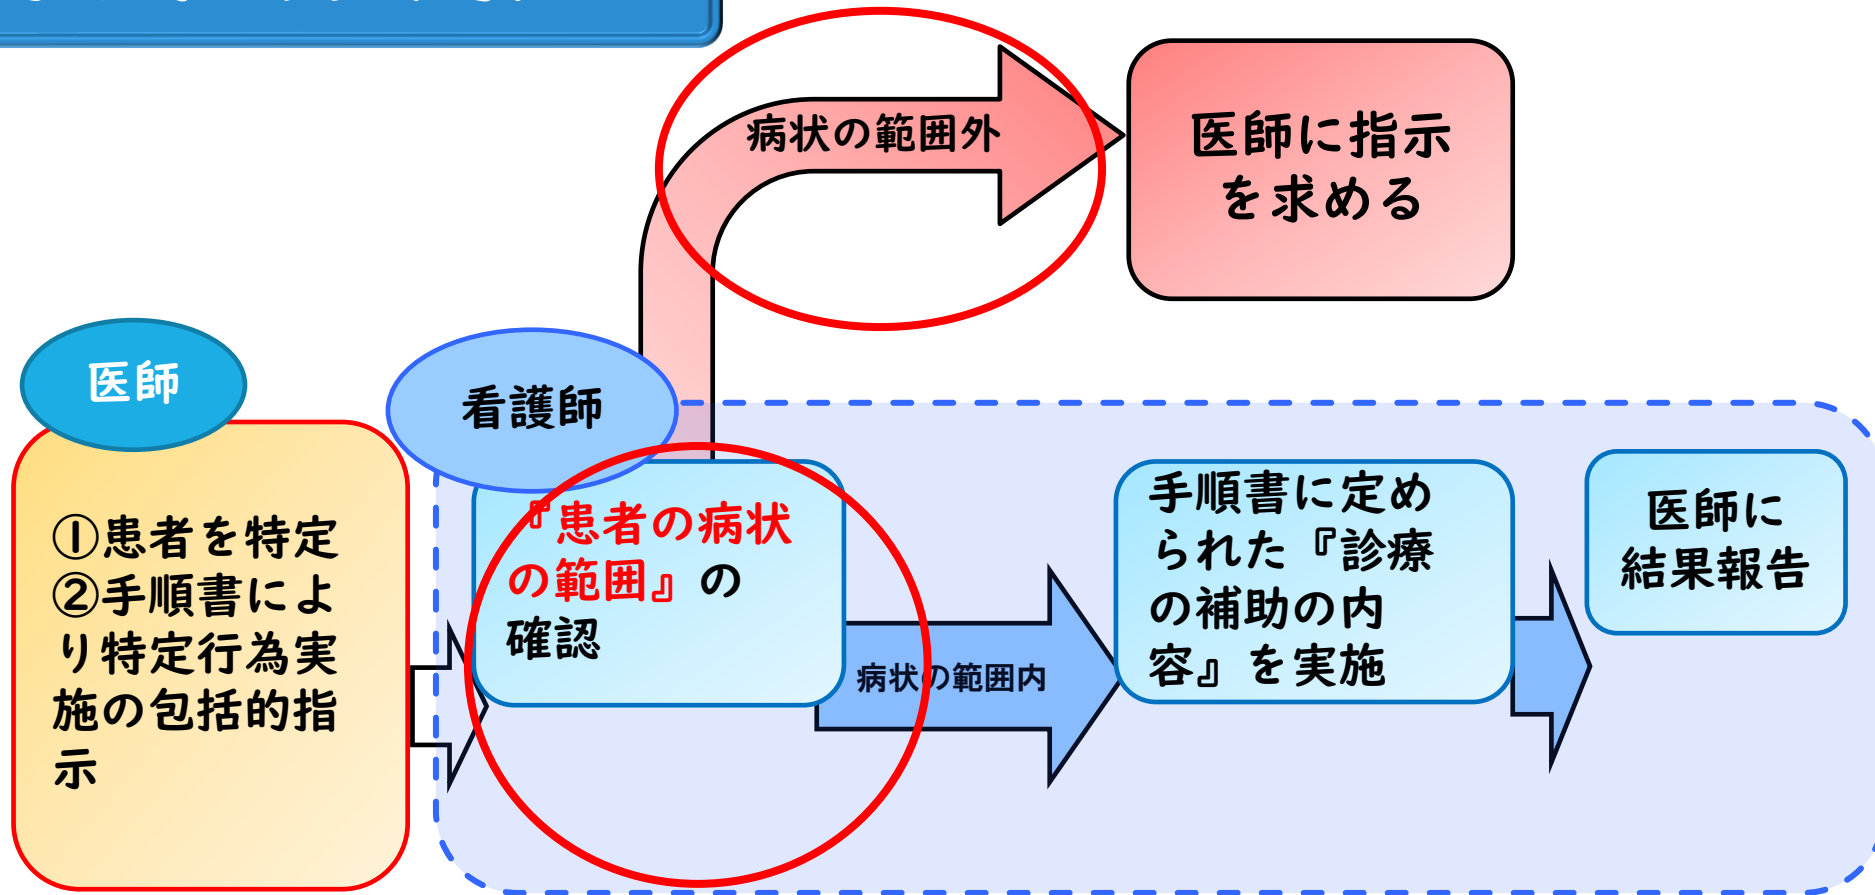 病状の範囲外
医師に指示
を求める
医師
①患者を特定
②手順書によ
り特定行為実
施の包括的指
示
看護師
『患者の病状
の範囲』の
確認
病状の範囲内
手順書に定め
られた『診療
の補助の内
容』を実施
医師に
結果報告